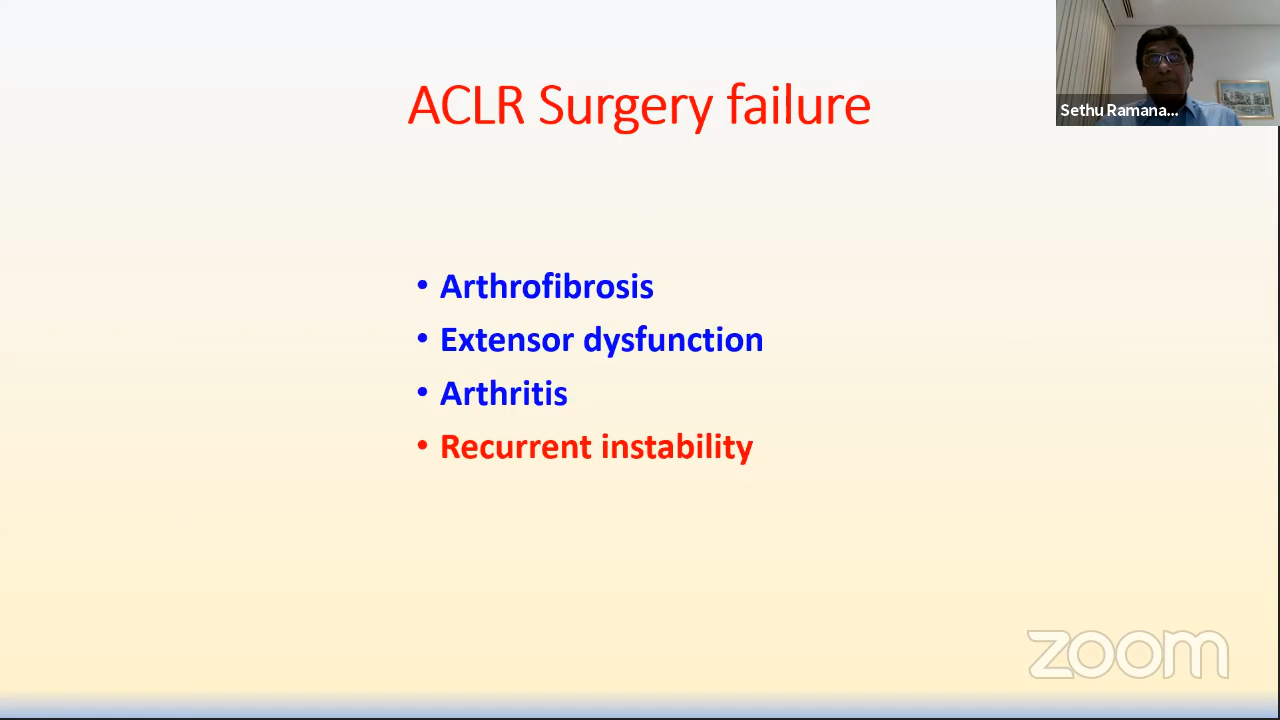 ACLR Surgery failure
Sethu Ramana...
• Arthrofibrosis
• Extensor dysfunction
• Arthritis
• Recurrent instability
zoom